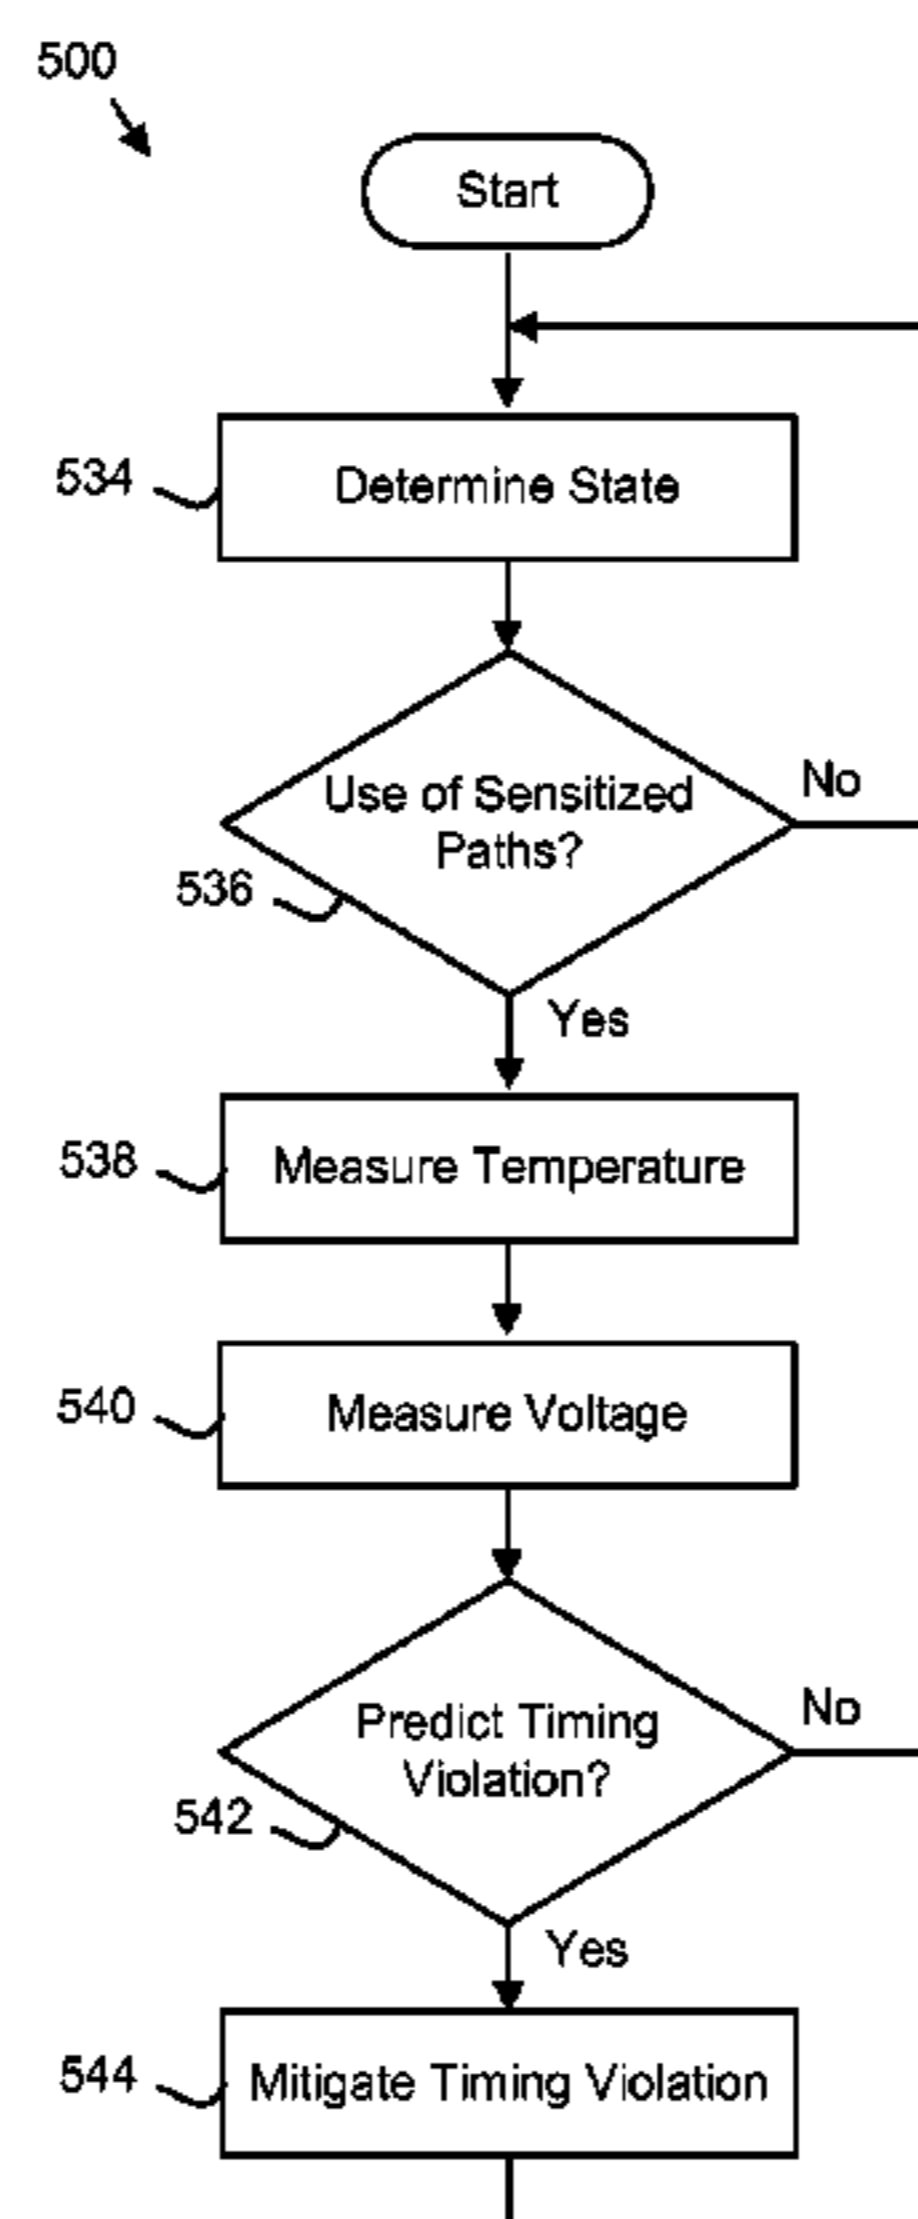 500
Start
534
Determine State
Use of Sensitized
Paths?
No
536
Yes
538
Measure Temperature
540
Measure Voltage
Predict Timing
Violation?
No
542
Yes
544
Mitigate Timing Violation